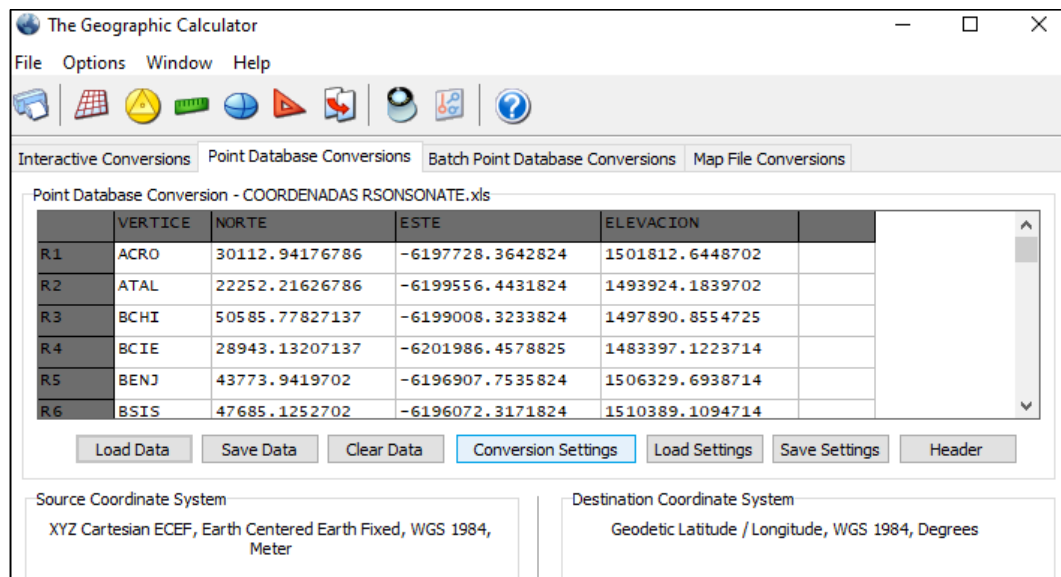 The Geographic Calculator
File Options Window Help
Interactive Conversions Point Database Conversions Batch Point Database Conversions Map File Conversions
Point Database Conversion - COORDENADAS RSONSONATE.xls
VERTICE NORTE ESTE ELEVACION
R1 ACRO 30112.94176786 -6197728.3642824 1501812.6448702
R2 ATAL 22252.21626786 -6199556.4431824 1493924.1839702
R3 BCHI 50585.77827137 -6199008.3233824 1497890.8554725
R4 BCIE 28943.13207137 -6201986.4578825 1483397.1223714
R5 BENJ 43773.9419702 -6196907.7535824 1506329.6938714
R6 BSIS 47685.1252702 -6196072.3171824 1510389.1094714
Load Data Save Data Clear Data Conversion Settings Load Settings Save Settings Header
Source Coordinate System Destination Coordinate System
XYZ Cartesian ECEF, Earth Centered Earth Fixed, WGS 1984, Geodetic Latitude / Longitude, WGS 1984, Degrees
Meter